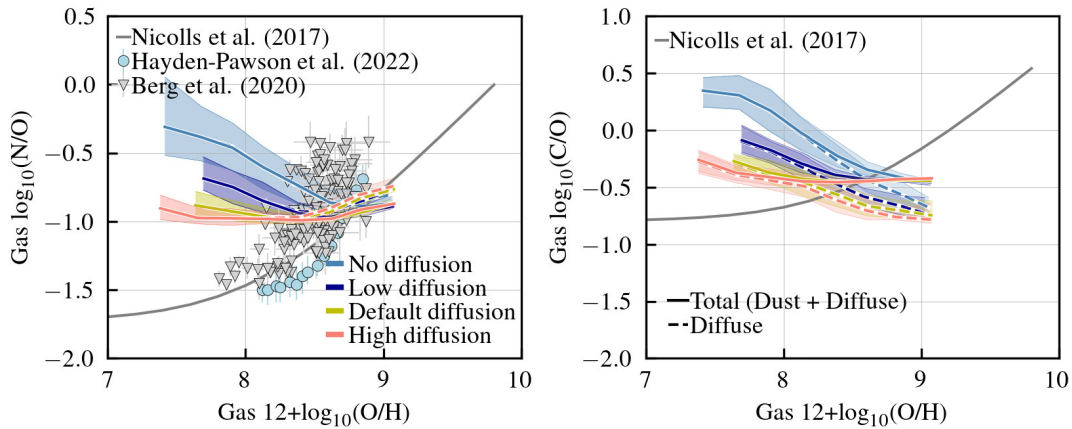 0.5
0.0
−0.5
−1.0
−1.5
−2.0
7
8
9
10
Gas log10(N/O)
Gas 12+log10(O/H)
Nicolls et al. (2017)
Hayden-Pawson et al. (2022)
Berg et al. (2020)
No diffusion
Low diffusion
Default diffusion
High diffusion
1.0
0.5
0.0
−0.5
−1.0
−1.5
−2.0
7
8
9
10
Gas log10(C/O)
Gas 12+log10(O/H)
Nicolls et al. (2017)
Total (Dust + Diffuse)
Diffuse